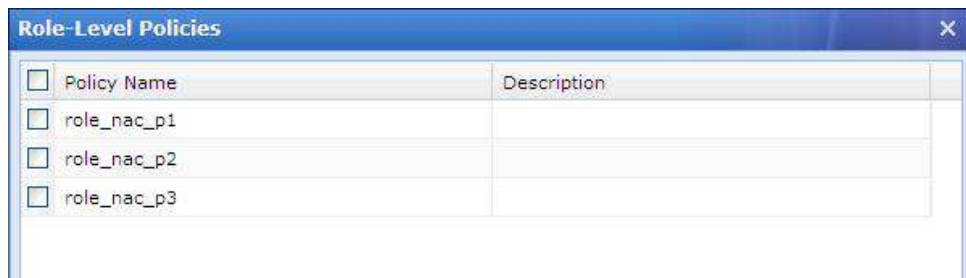 Role-Level Policies
Policy Name Description
role_nac_p1
role_nac_p2
role_nac_p3